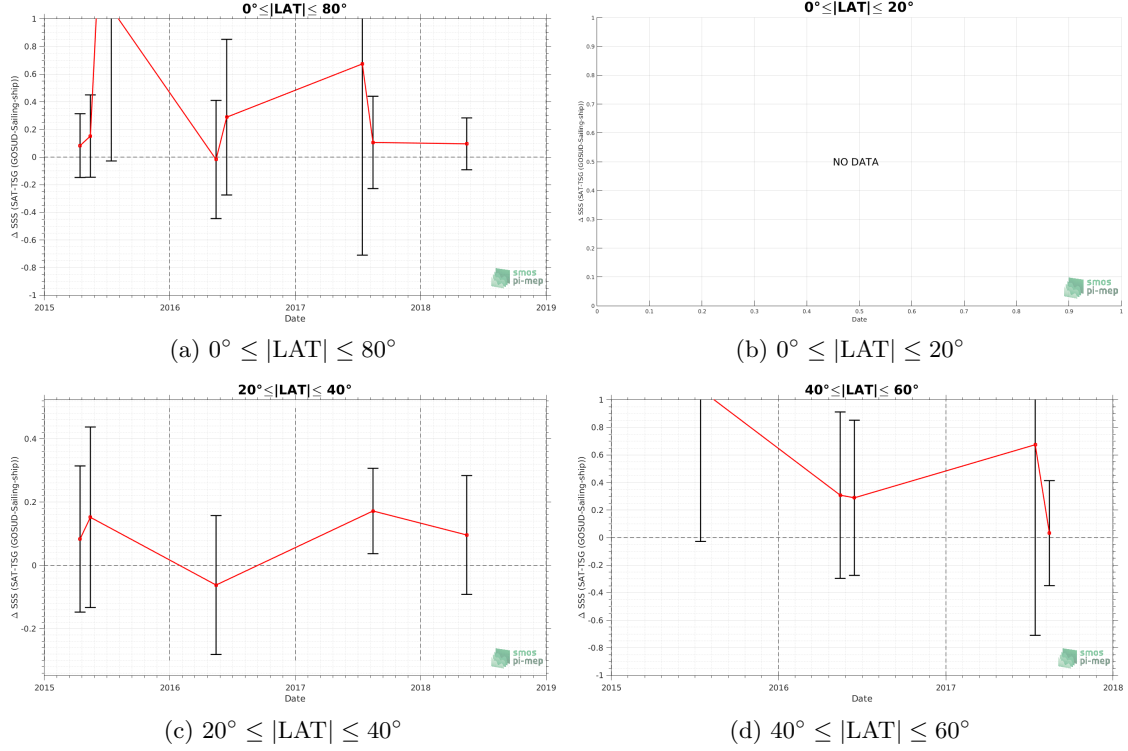 0°≤|LAT|≤ 80°
Δ SSS (SAT-TSG (GOSUD-Sailing-ship))
1
0.8
0.6
0.4
0.2
0
-0.2
-0.4
-0.6
-0.8
-1
2015 2016 2017 2018 2019
Date
smos
pi-mep
(a) 0° ≤ |LAT| ≤ 80°
0°≤|LAT|≤ 20°
Δ SSS (SAT-TSG (GOSUD-Sailing-ship))
1
0.9
0.8
0.7
0.6
0.5
0.4
0.3
0.2
0.1
0
NO DATA
0 0.1 0.2 0.3 0.4 0.5 0.6 0.7 0.8 0.9 1
Date
smos
pi-mep
(b) 0° ≤ |LAT| ≤ 20°
20°≤|LAT|≤ 40°
Δ SSS (SAT-TSG (GOSUD-Sailing-ship))
0.4
0.2
0
-0.2
2015 2016 2017 2018 2019
Date
smos
pi-mep
(c) 20° ≤ |LAT| ≤ 40°
40°≤|LAT|≤ 60°
Δ SSS (SAT-TSG (GOSUD-Sailing-ship))
1
0.8
0.6
0.4
0.2
0
-0.2
-0.4
-0.6
-0.8
-1
2015 2016 2017 2018
Date
smos
pi-mep
(d) 40° ≤ |LAT| ≤ 60°